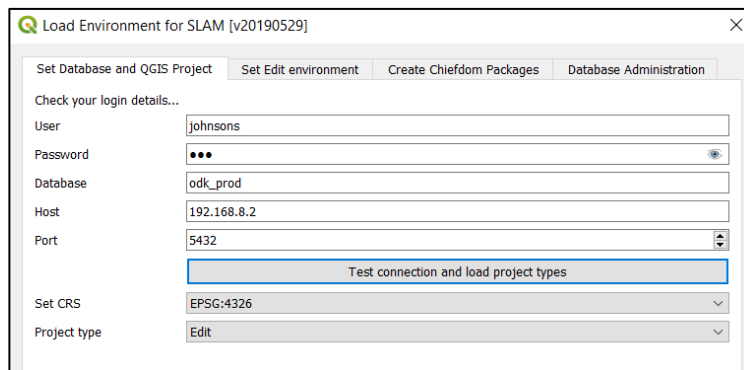 Load Environment for SLAM [v20190529]
Set Database and QGIS Project Set Edit environment Create Chiefdom Packages Database Administration
Check your login details...
User johnsons
Password ●●●
Database odk_prod
Host 192.168.8.2
Port 5432
Test connection and load project types
Set CRS EPSG:4326
Project type Edit